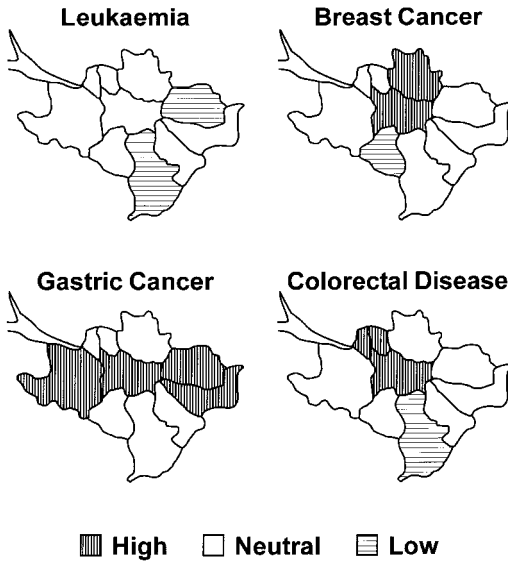 Leukaemia
Breast Cancer
Gastric Cancer
Colorectal Disease
High Neutral Low